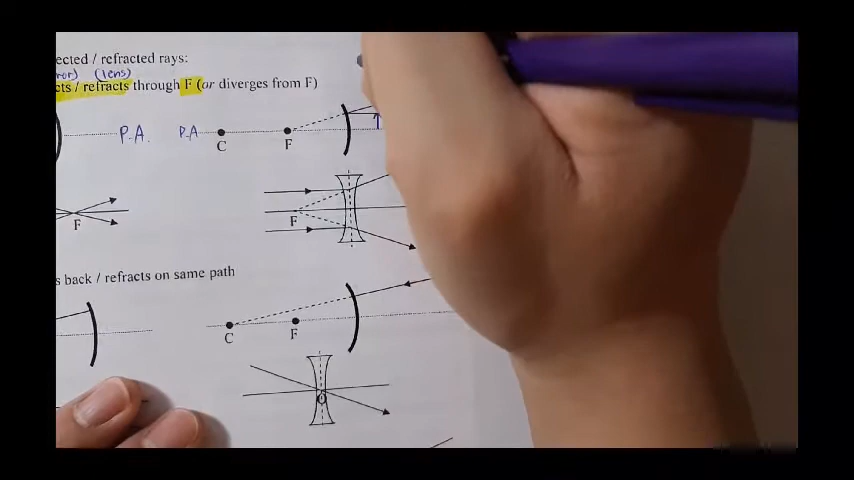 ected / refracted rays:
ror) (lens)
cts / refracts through F (or diverges from F)
P.A. P.A
C F
F F
s back / refracts on same path
C F
O